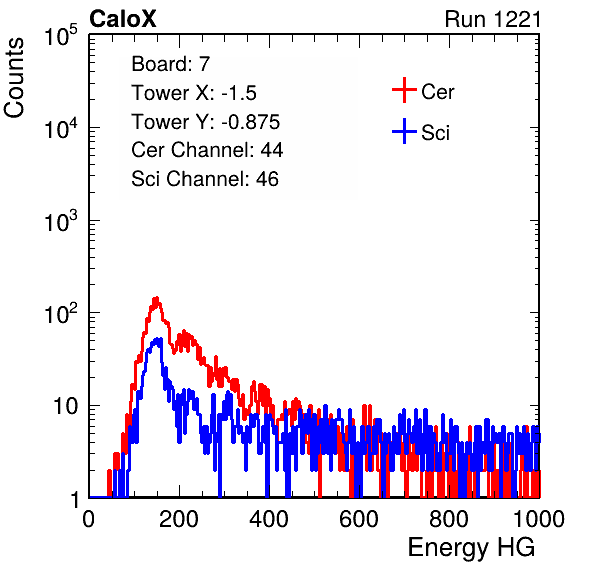 CaloX Run 1221
Board: 7
Tower X: -1.5
Tower Y: -0.875
Cer Channel: 44
Sci Channel: 46
Cer
Sci
Counts
10^5
10^4
10^3
10^2
10
1
0 200 400 600 800 1000
Energy HG